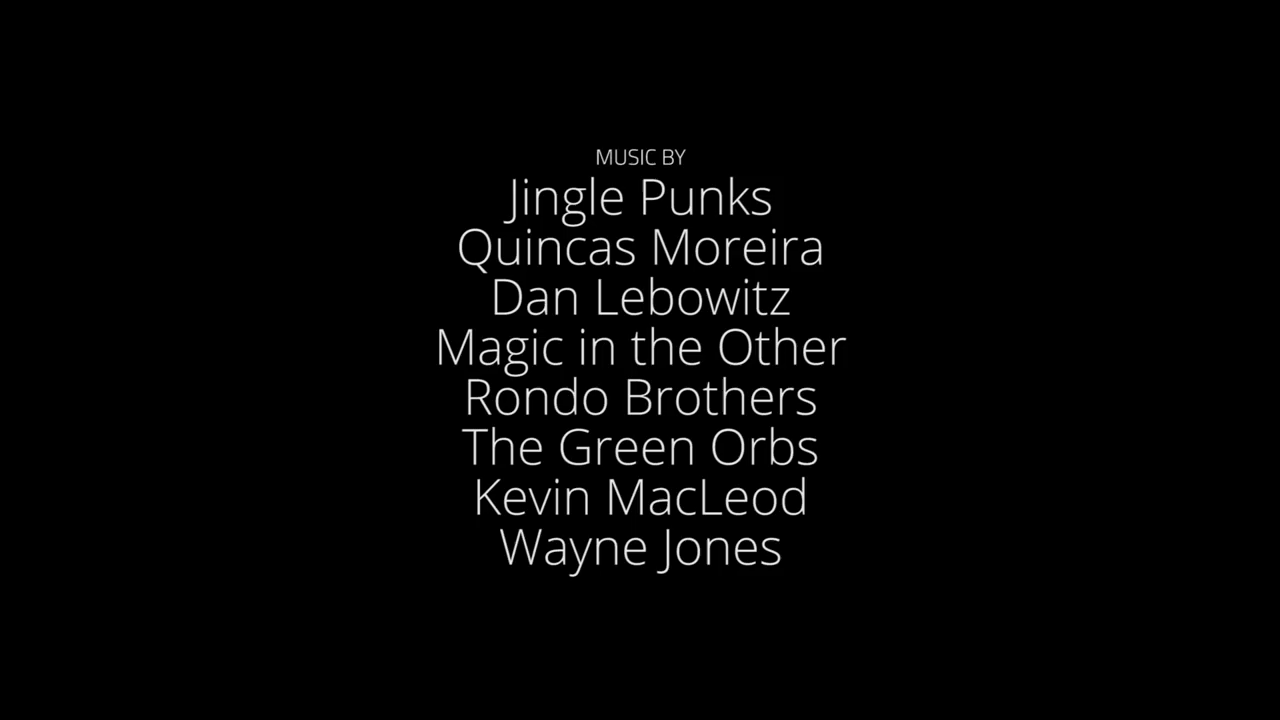 MUSIC BY
Jingle Punks
Quincas Moreira
Dan Lebowitz
Magic in the Other
Rondo Brothers
The Green Orbs
Kevin MacLeod
Wayne Jones